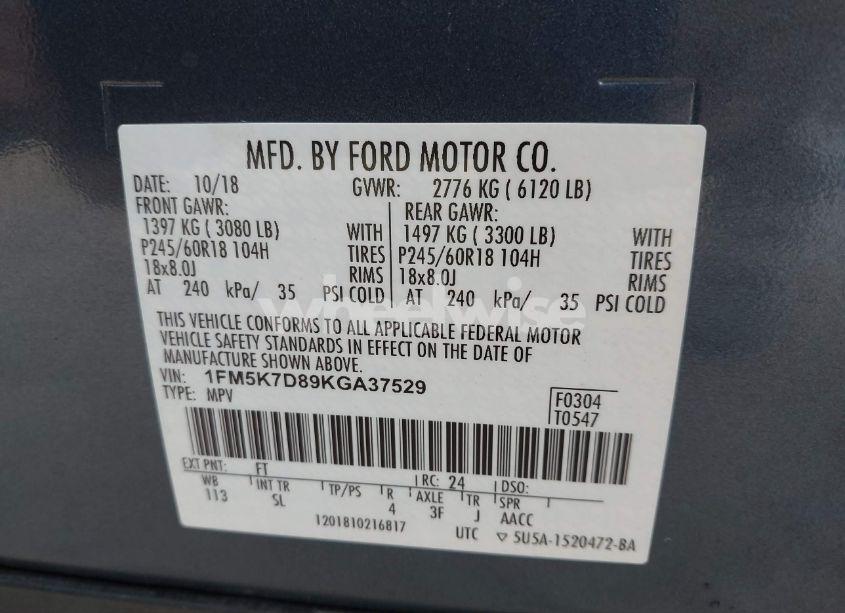 MFD. BY FORD MOTOR CO.
DATE: 10/18 GVWR: 2776 KG ( 6120 LB)
FRONT GAWR: REAR GAWR:
1397 KG ( 3080 LB) WITH 1497 KG ( 3300 LB) WITH
P245/60R18 104H TIRES P245/60R18 104H TIRES
18x8.0J RIMS 18x8.0J RIMS
AT 240 kPa/ 35 PSI COLD AT 240 kPa/ 35 PSI COLD
wheelwise
THIS VEHICLE CONFORMS TO ALL APPLICABLE FEDERAL MOTOR
VEHICLE SAFETY STANDARDS IN EFFECT ON THE DATE OF
MANUFACTURE SHOWN ABOVE.
VIN: 1FM5K7D89KGA37529
TYPE: MPV F0304
T0547
EXT PNT: FT RC: 24 DSO:
WB INT TR TP/PS R AXLE TR SPR
113 SL 4 3F J AACC
1201810216817 UTC ▽ 5U5A-1520472-BA